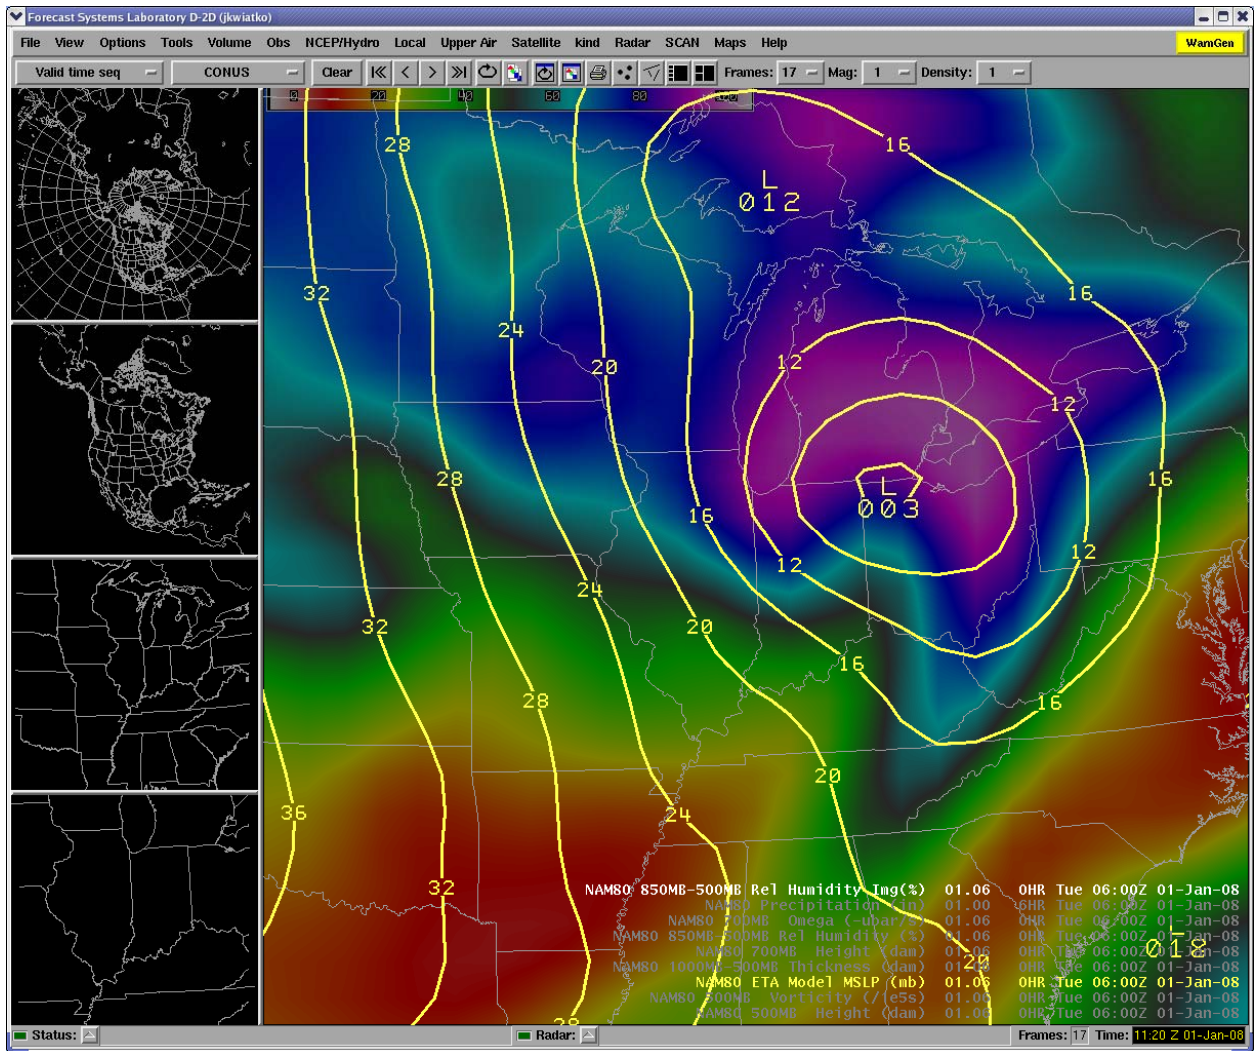 Forecast Systems Laboratory D-2D (jkwiatko)
File View Options Tools Volume Obs NCEP/Hydro Local Upper Air Satellite kind Radar SCAN Maps Help WarnGen
Valid time seq CONUS Clear Frames: 17 Mag: 1 Density: 1
0 20 40 60 80 100
28 16
L
012
32 16
24
12
20
12
28 16
L
003
16
12 12
24
32 20
16
28 16
20
36 24
32
NAM80 850MB-500MB Rel Humidity Img(%) 01.06 0HR Tue 06:00Z 01-Jan-08
NAM80 Precipitation (in) 01.00 6HR Tue 06:00Z 01-Jan-08
NAM80 700MB Omega (-ubar/s) 01.06 0HR Tue 06:00Z 01-Jan-08
NAM80 850MB-500MB Rel Humidity (%) 01.06 0HR Tue 06:00Z 01-Jan-08
L
018
NAM80 700MB Height (dam) 01.06 0HR Tue 06:00Z 01-Jan-08
20
NAM80 1000MB-500MB Thickness (dam) 01.06 0HR Tue 06:00Z 01-Jan-08
NAM80 ETA Model MSLP (mb) 01.06 0HR Tue 06:00Z 01-Jan-08
NAM80 500MB Vorticity (/1e5s) 01.06 0HR Tue 06:00Z 01-Jan-08
NAM80 500MB Height (dam) 01.06 0HR Tue 06:00Z 01-Jan-08
28
Status: Radar: Frames: 17 Time: 11:20 Z 01-Jan-08